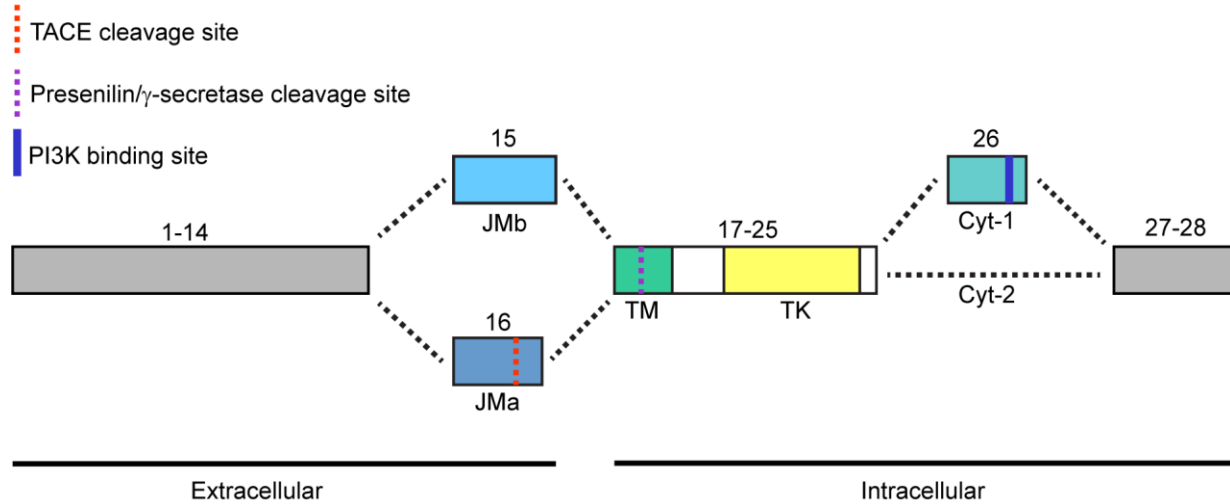 TACE cleavage site
Presenilin/γ-secretase cleavage site
PI3K binding site
15
26
JMb
Cyt-1
1-14
17-25
27-28
TM
TK
Cyt-2
16
JMa
Extracellular
Intracellular